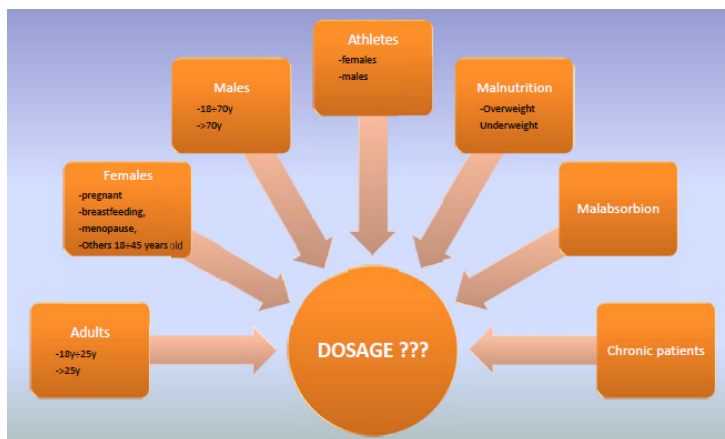 Athletes
-females
-males
Males
-18÷70y
->70y
Malnutrition
-Overweight
Underweight
Females
-pregnant
-breastfeeding,
-menopause,
-Others 18÷45 years old
Malabsorbion
Adults
-18y÷25y
->25y
DOSAGE ???
Chronic patients